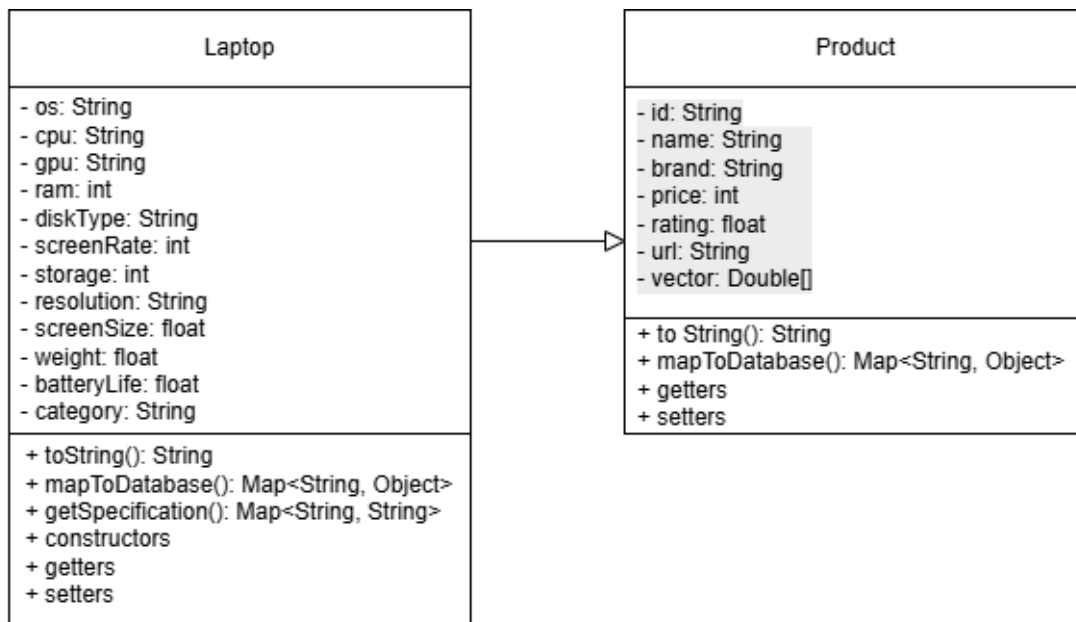 Laptop
- os: String
- cpu: String
- gpu: String
- ram: int
- diskType: String
- screenRate: int
- storage: int
- resolution: String
- screenSize: float
- weight: float
- batteryLife: float
- category: String
+ toString(): String
+ mapToDatabase(): Map<String, Object>
+ getSpecification(): Map<String, String>
+ constructors
+ getters
+ setters
Product
- id: String
- name: String
- brand: String
- price: int
- rating: float
- url: String
- vector: Double[]
+ to String(): String
+ mapToDatabase(): Map<String, Object>
+ getters
+ setters